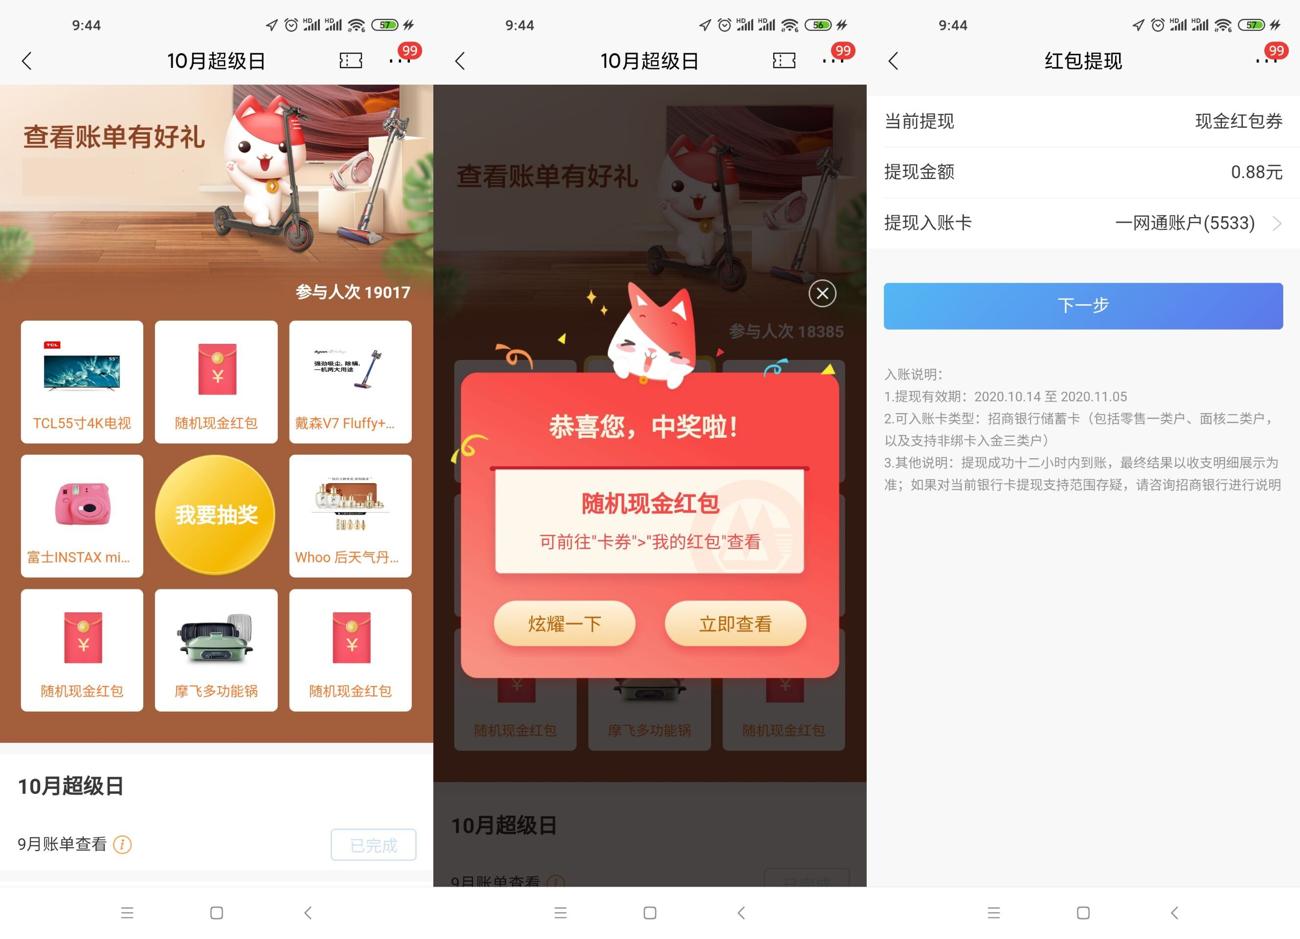 9:44
57
10月超级日
99
查看账单有好礼
参与人次 19017
TCL
55"
TCL55寸4K电视
¥
随机现金红包
强劲吸尘, 除螨,
一机两大用途
戴森V7 Fluffy+...
富士INSTAX mi...
我要抽奖
Whoo 后天气丹...
¥
随机现金红包
摩飞多功能锅
¥
随机现金红包
10月超级日
9月账单查看
已完成
9:44
56
10月超级日
99
查看账单有好礼
参与人次 18385
恭喜您，中奖啦！
随机现金红包
可前往"卡券">"我的红包"查看
炫耀一下
立即查看
¥
随机现金红包
摩飞多功能锅
¥
随机现金红包
10月超级日
9月账单查看
已完成
9:44
57
红包提现
99
当前提现
现金红包券
提现金额
0.88元
提现入账卡
一网通账户(5533)
下一步
入账说明：
1.提现有效期：2020.10.14 至 2020.11.05
2.可入账卡类型：招商银行储蓄卡（包括零售一类户、面核二类户，
以及支持非绑卡入金三类户）
3.其他说明：提现成功十二小时内到账，最终结果以收支明细展示为
准；如果对当前银行卡提现支持范围存疑，请咨询招商银行进行说明